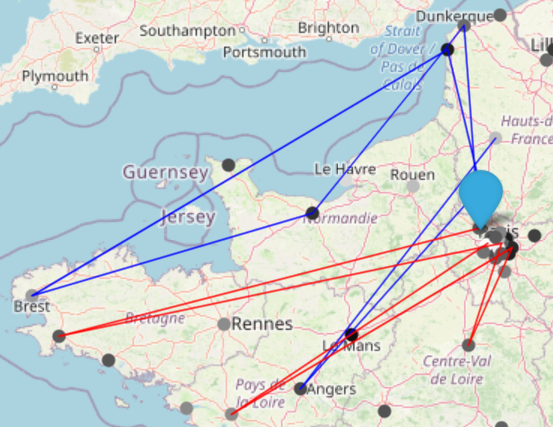 Dunkerque
Southampton
Brighton
Exeter
Portsmouth
Strait
of Dover /
Pas de
Calais
Plymouth
Hauts-d
France
Le Havre
Rouen
Guernsey
Jersey
Normandie
Brest
Bretagne
Rennes
Le Mans
Centre-Val
de Loire
Pays de
la Loire
Angers